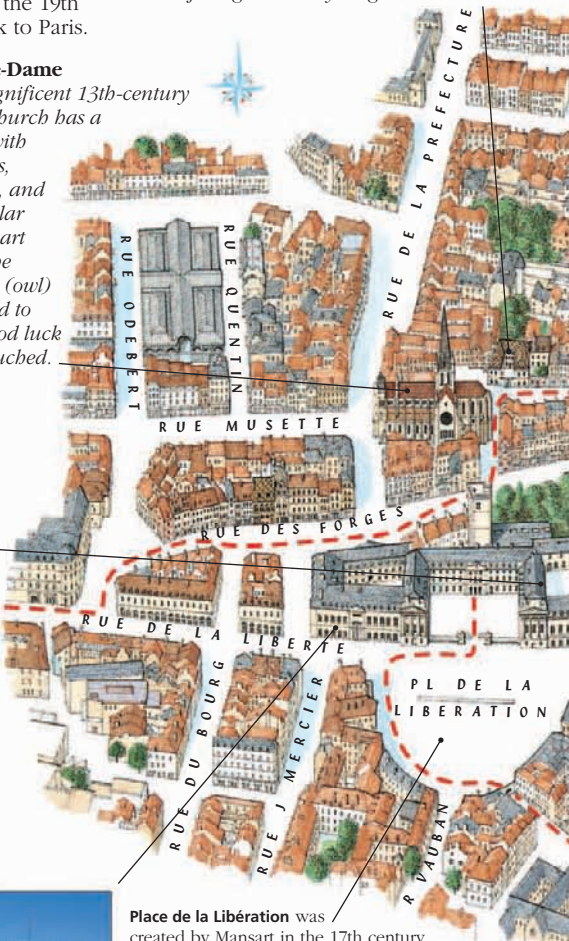 the 19th
k to Paris.
-Dame
gnificent 13th-century
hurch has a
with
s,
, and
lar
art
be
(owl)
d to
od luck
uched.
RUE DE LA PREFECTURE
RUE ODEBERT
RUE QUENTIN
RUE MUSETTE
RUE DES FORGES
RUE DE LA LIBERTE
PL DE LA
LIBERATION
RUE DU BOURG
RUE J MERCIER
R VAUBAN
Place de la Libération was
created by Mansart in the 17th century